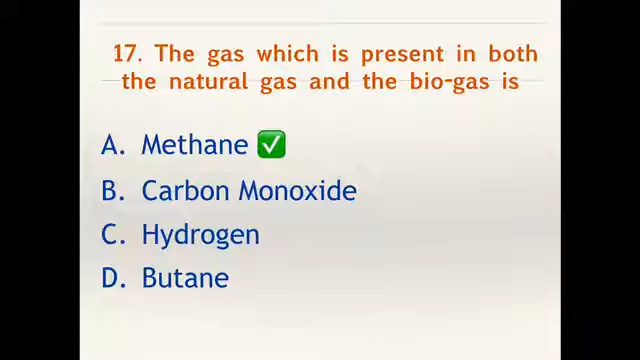 17. The gas which is present in both
the natural gas and the bio-gas is
A. Methane ✅
B. Carbon Monoxide
C. Hydrogen
D. Butane